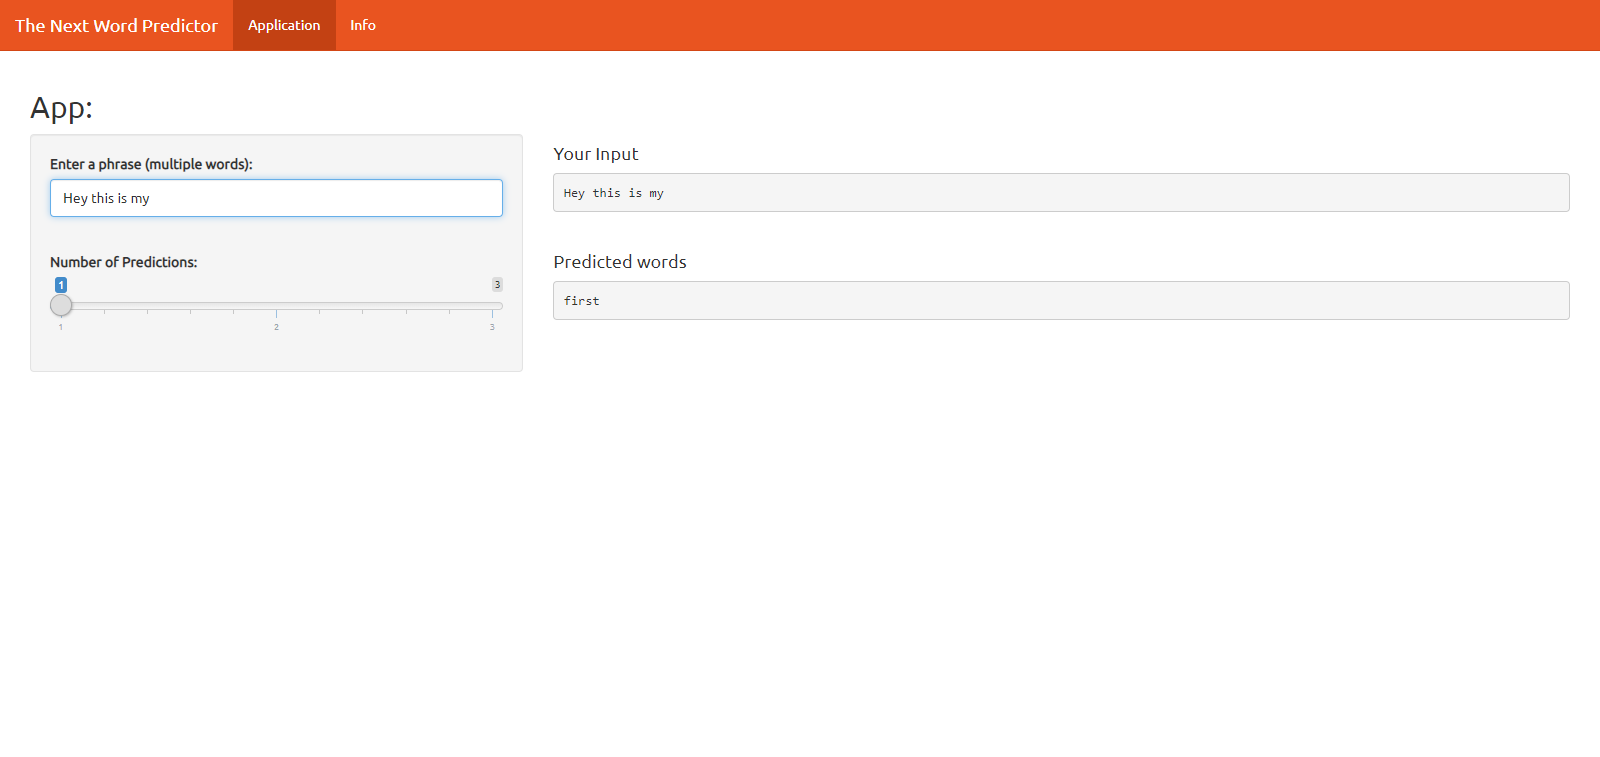 The Next Word Predictor Application Info
App:
Enter a phrase (multiple words):
Hey this is my
Number of Predictions:
1 3
1 2 3
Your Input
Hey this is my
Predicted words
first